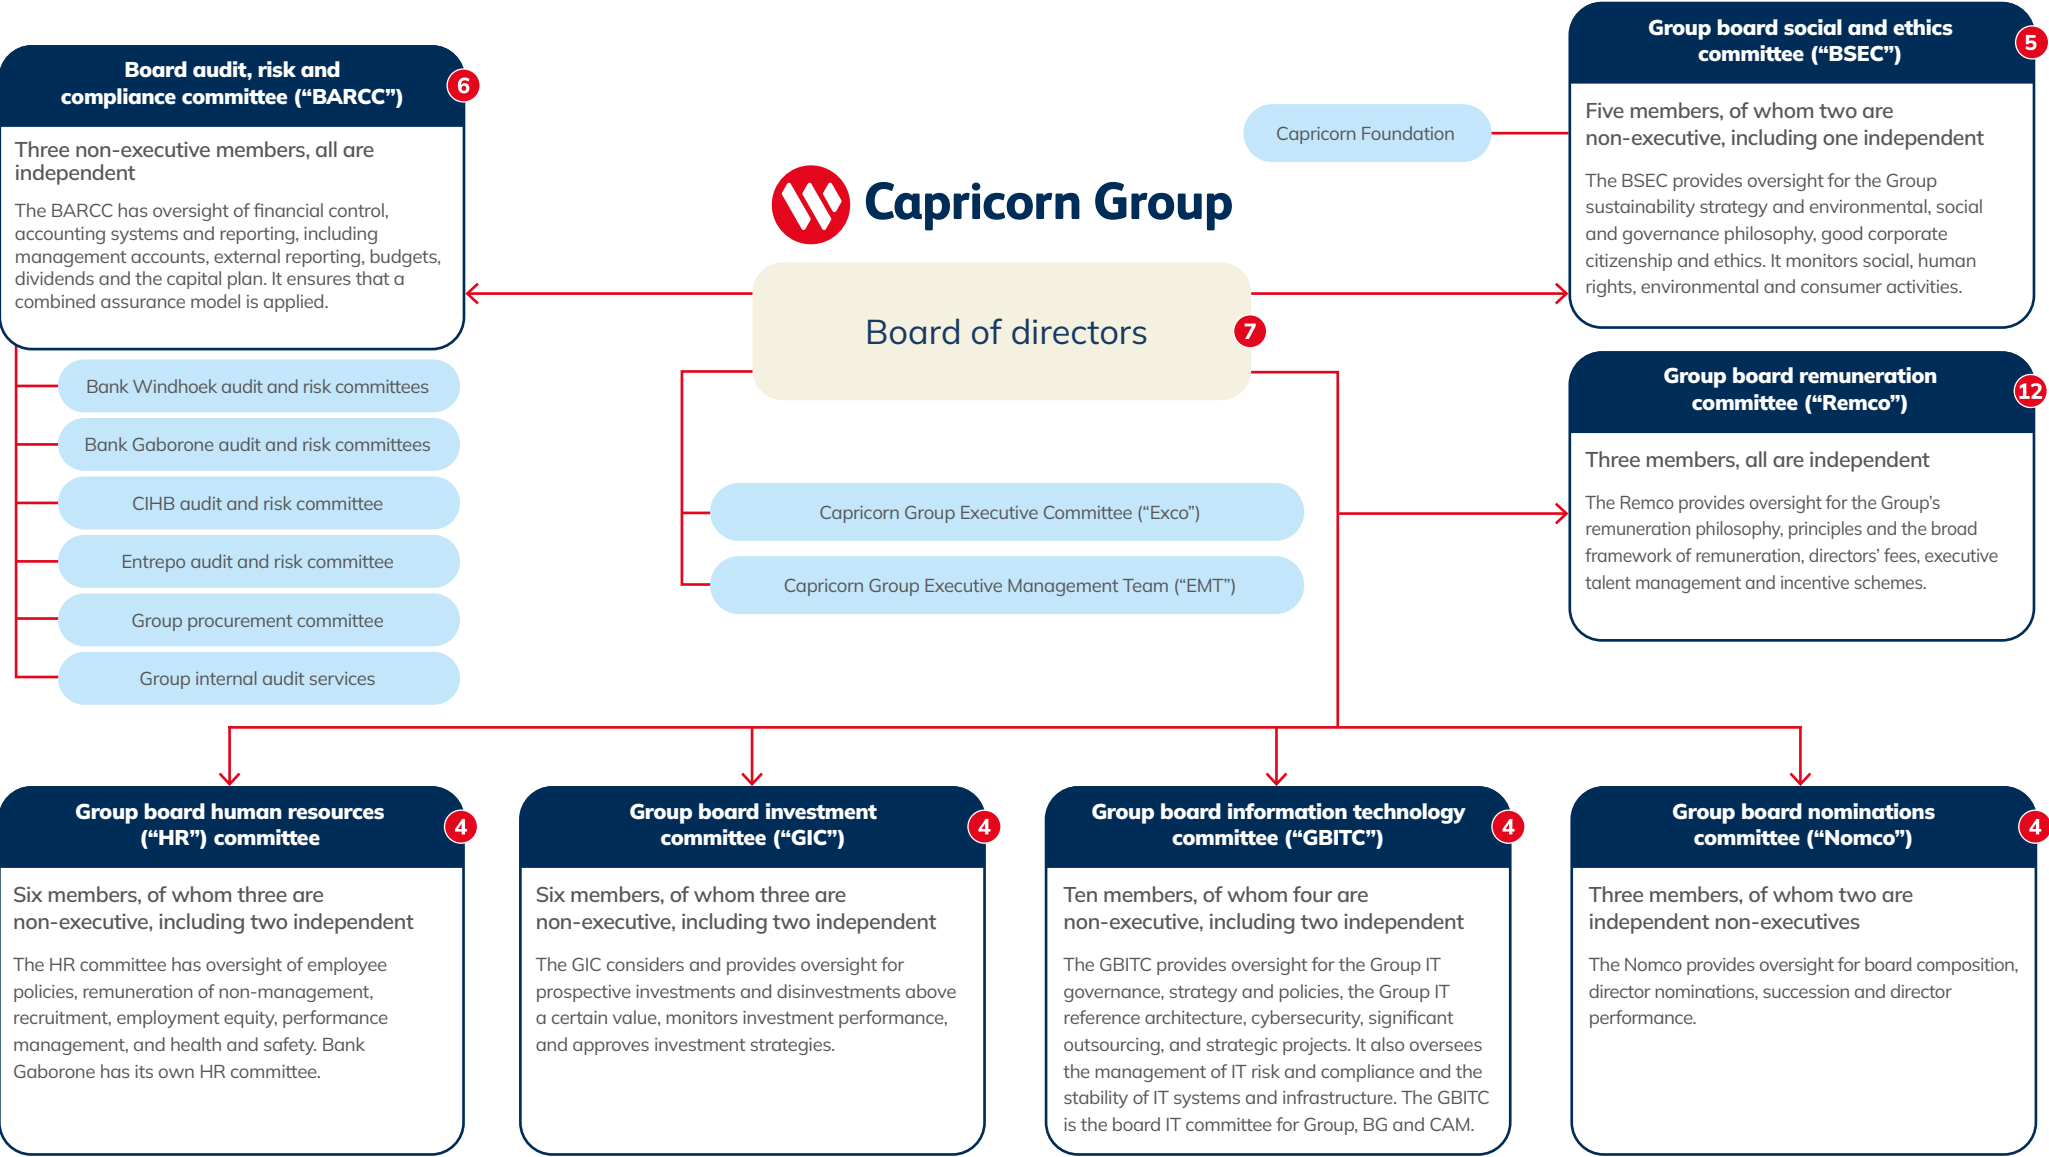 Board audit, risk and
compliance committee (“BARCC”)
6
Three non-executive members, all are
independent
The BARCC has oversight of financial control,
accounting systems and reporting, including
management accounts, external reporting, budgets,
dividends and the capital plan. It ensures that a
combined assurance model is applied.
Bank Windhoek audit and risk committees
Bank Gaborone audit and risk committees
CIHB audit and risk committee
Entrepo audit and risk committee
Group procurement committee
Group internal audit services
Capricorn Group
Board of directors
7
Capricorn Group Executive Committee (“Exco”)
Capricorn Group Executive Management Team (“EMT”)
Capricorn Foundation
Group board social and ethics
committee (“BSEC”)
5
Five members, of whom two are
non-executive, including one independent
The BSEC provides oversight for the Group
sustainability strategy and environmental, social
and governance philosophy, good corporate
citizenship and ethics. It monitors social, human
rights, environmental and consumer activities.
Group board remuneration
committee (“Remco”)
12
Three members, all are independent
The Remco provides oversight for the Group’s
remuneration philosophy, principles and the broad
framework of remuneration, directors’ fees, executive
talent management and incentive schemes.
Group board human resources
(“HR”) committee
4
Six members, of whom three are
non-executive, including two independent
The HR committee has oversight of employee
policies, remuneration of non-management,
recruitment, employment equity, performance
management, and health and safety. Bank
Gaborone has its own HR committee.
Group board investment
committee (“GIC”)
4
Six members, of whom three are
non-executive, including two independent
The GIC considers and provides oversight for
prospective investments and disinvestments above
a certain value, monitors investment performance,
and approves investment strategies.
Group board information technology
committee (“GBITC”)
4
Ten members, of whom four are
non-executive, including two independent
The GBITC provides oversight for the Group IT
governance, strategy and policies, the Group IT
reference architecture, cybersecurity, significant
outsourcing, and strategic projects. It also oversees
the management of IT risk and compliance and the
stability of IT systems and infrastructure. The GBITC
is the board IT committee for Group, BG and CAM.
Group board nominations
committee (“Nomco”)
4
Three members, of whom two are
independent non-executives
The Nomco provides oversight for board composition,
director nominations, succession and director
performance.